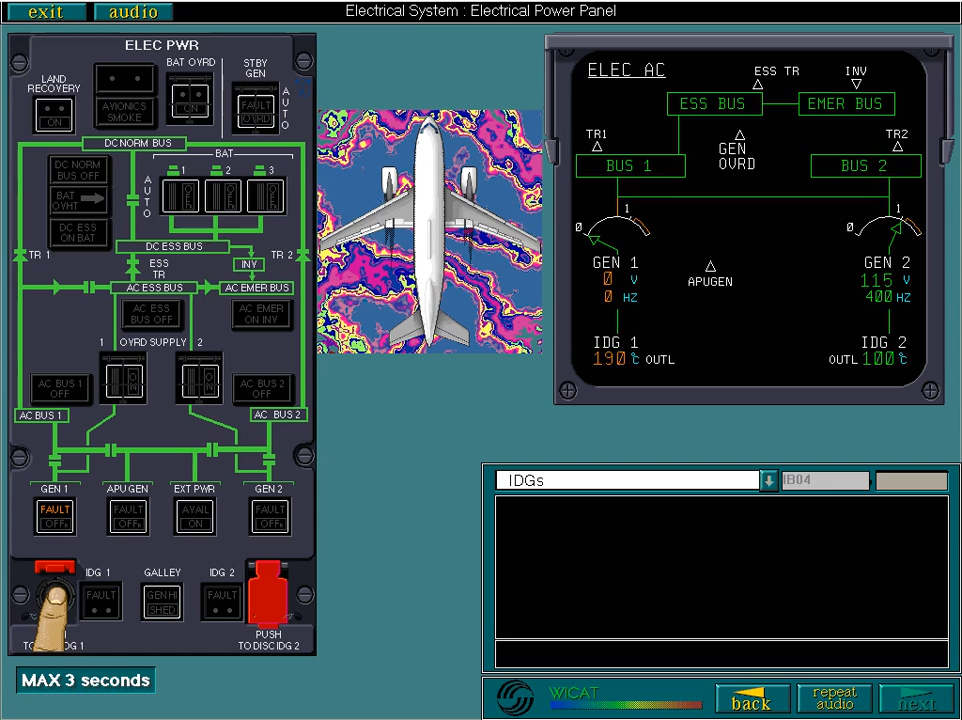 exit
audio
Electrical System : Electrical Power Panel
ELEC PWR
LAND
RECOVERY
ON
AVIONICS
SMOKE
BAT OVRD
ON
STBY
GEN
FAULT
OVRD
AUTO
DC NORM BUS
DC NORM
BUS OFF
BAT
OVHT
DC ESS
ON BAT
BAT
AUTO
1
2
3
DC ESS BUS
TR 1
ESS
TR
INV
TR 2
AC ESS BUS
AC EMER BUS
AC ESS
BUS OFF
AC EMER
ON INV
1 OVRD SUPPLY 2
ON
ON
AC BUS 1
OFF
AC BUS 2
OFF
AC BUS 1
AC BUS 2
GEN 1
APU GEN
EXT PWR
GEN 2
FAULT
OFF R
FAULT
OFF R
AVAIL
ON
FAULT
OFF R
IDG 1
GALLEY
IDG 2
FAULT
GEN HI
SHED
FAULT
PUSH
TO DISC IDG 2
MAX 3 seconds
ELEC AC
ESS TR
INV
ESS BUS
EMER BUS
TR1
GEN
OVRD
TR2
BUS 1
BUS 2
0
1
0
1
GEN 1
0 V
0 HZ
APUGEN
GEN 2
115 V
400 HZ
IDG 1
190 °C OUTL
IDG 2
OUTL 100 °C
IDGs
IB04
WICAT
back
repeat
audio
next